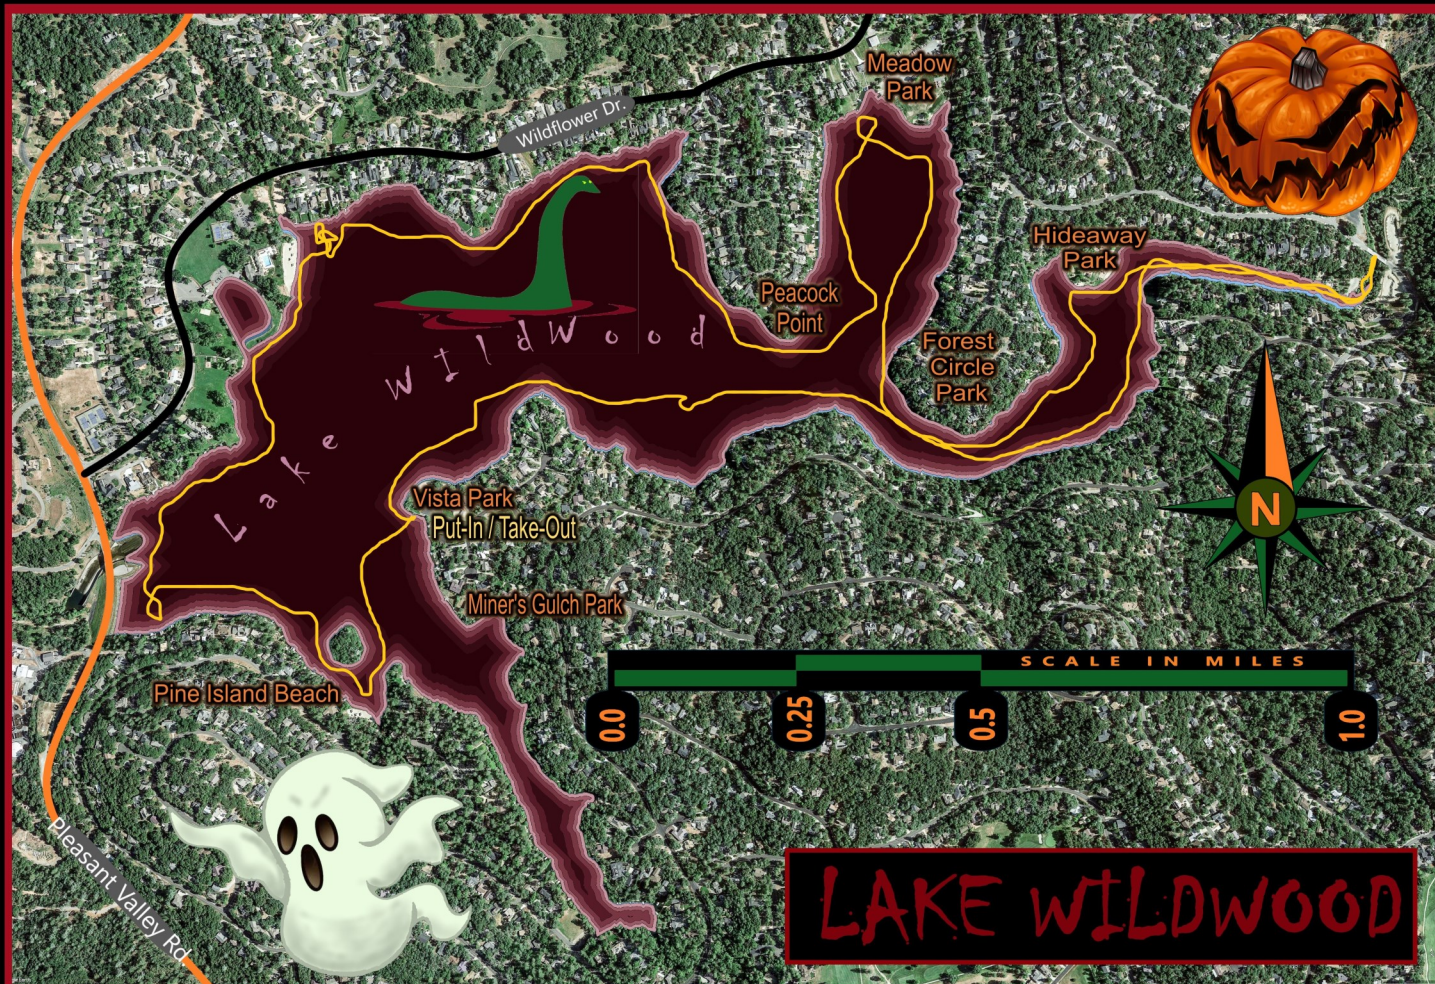 Meadow
Park
Wildflower Dr.
Hideaway
Park
Peacock
Point
Forest
Circle
Park
Lake WIldWood
Vista Park
Put-In / Take-Out
N
Miner's Gulch Park
SCALE IN MILES
Pine Island Beach
0.0
0.25
0.5
1.0
Pleasant Valley Rd.
LAKE WILDWOOD